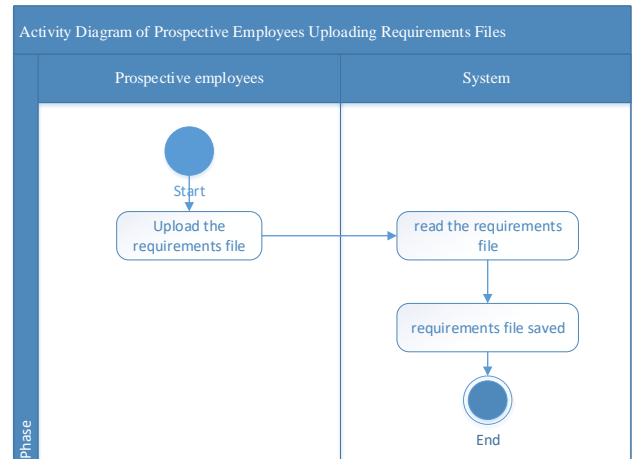 Activity Diagram of Prospective Employees Uploading Requirements Files
Prospective employees
System
Start
Upload the
requirements file
read the requirements
file
requirements file saved
End
Phase